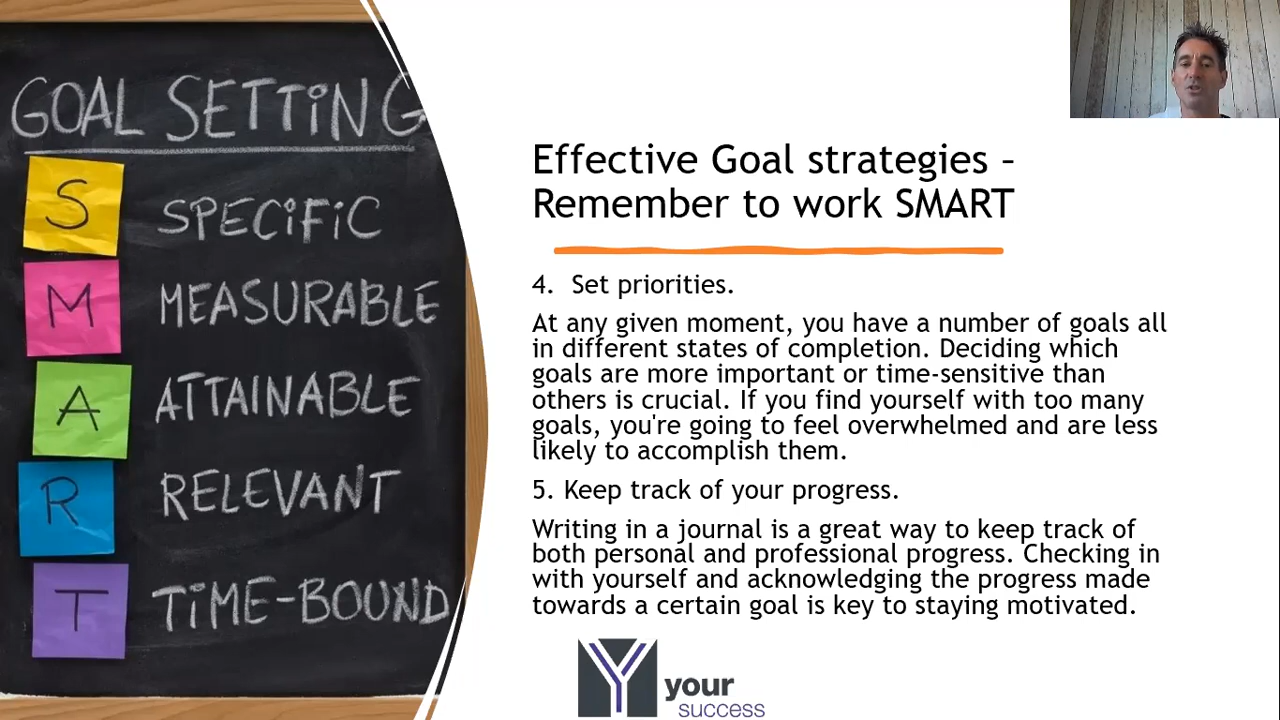 GOAL SETTING
S SPECIFIC
M MEASURABLE
A ATTAINABLE
R RELEVANT
T TIME-BOUND
Effective Goal strategies –
Remember to work SMART
4. Set priorities.
At any given moment, you have a number of goals all
in different states of completion. Deciding which
goals are more important or time-sensitive than
others is crucial. If you find yourself with too many
goals, you're going to feel overwhelmed and are less
likely to accomplish them.
5. Keep track of your progress.
Writing in a journal is a great way to keep track of
both personal and professional progress. Checking in
with yourself and acknowledging the progress made
towards a certain goal is key to staying motivated.
Y your
success